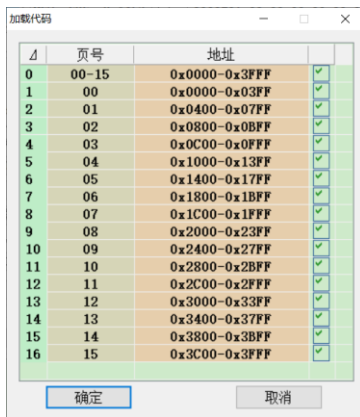 加载代码
⊿ 页号 地址
0 00-15 0x0000-0x3FFF
1 00 0x0000-0x03FF
2 01 0x0400-0x07FF
3 02 0x0800-0x0BFF
4 03 0x0C00-0x0FFF
5 04 0x1000-0x13FF
6 05 0x1400-0x17FF
7 06 0x1800-0x1BFF
8 07 0x1C00-0x1FFF
9 08 0x2000-0x23FF
10 09 0x2400-0x27FF
11 10 0x2800-0x2BFF
12 11 0x2C00-0x2FFF
13 12 0x3000-0x33FF
14 13 0x3400-0x37FF
15 14 0x3800-0x3BFF
16 15 0x3C00-0x3FFF
确定 取消